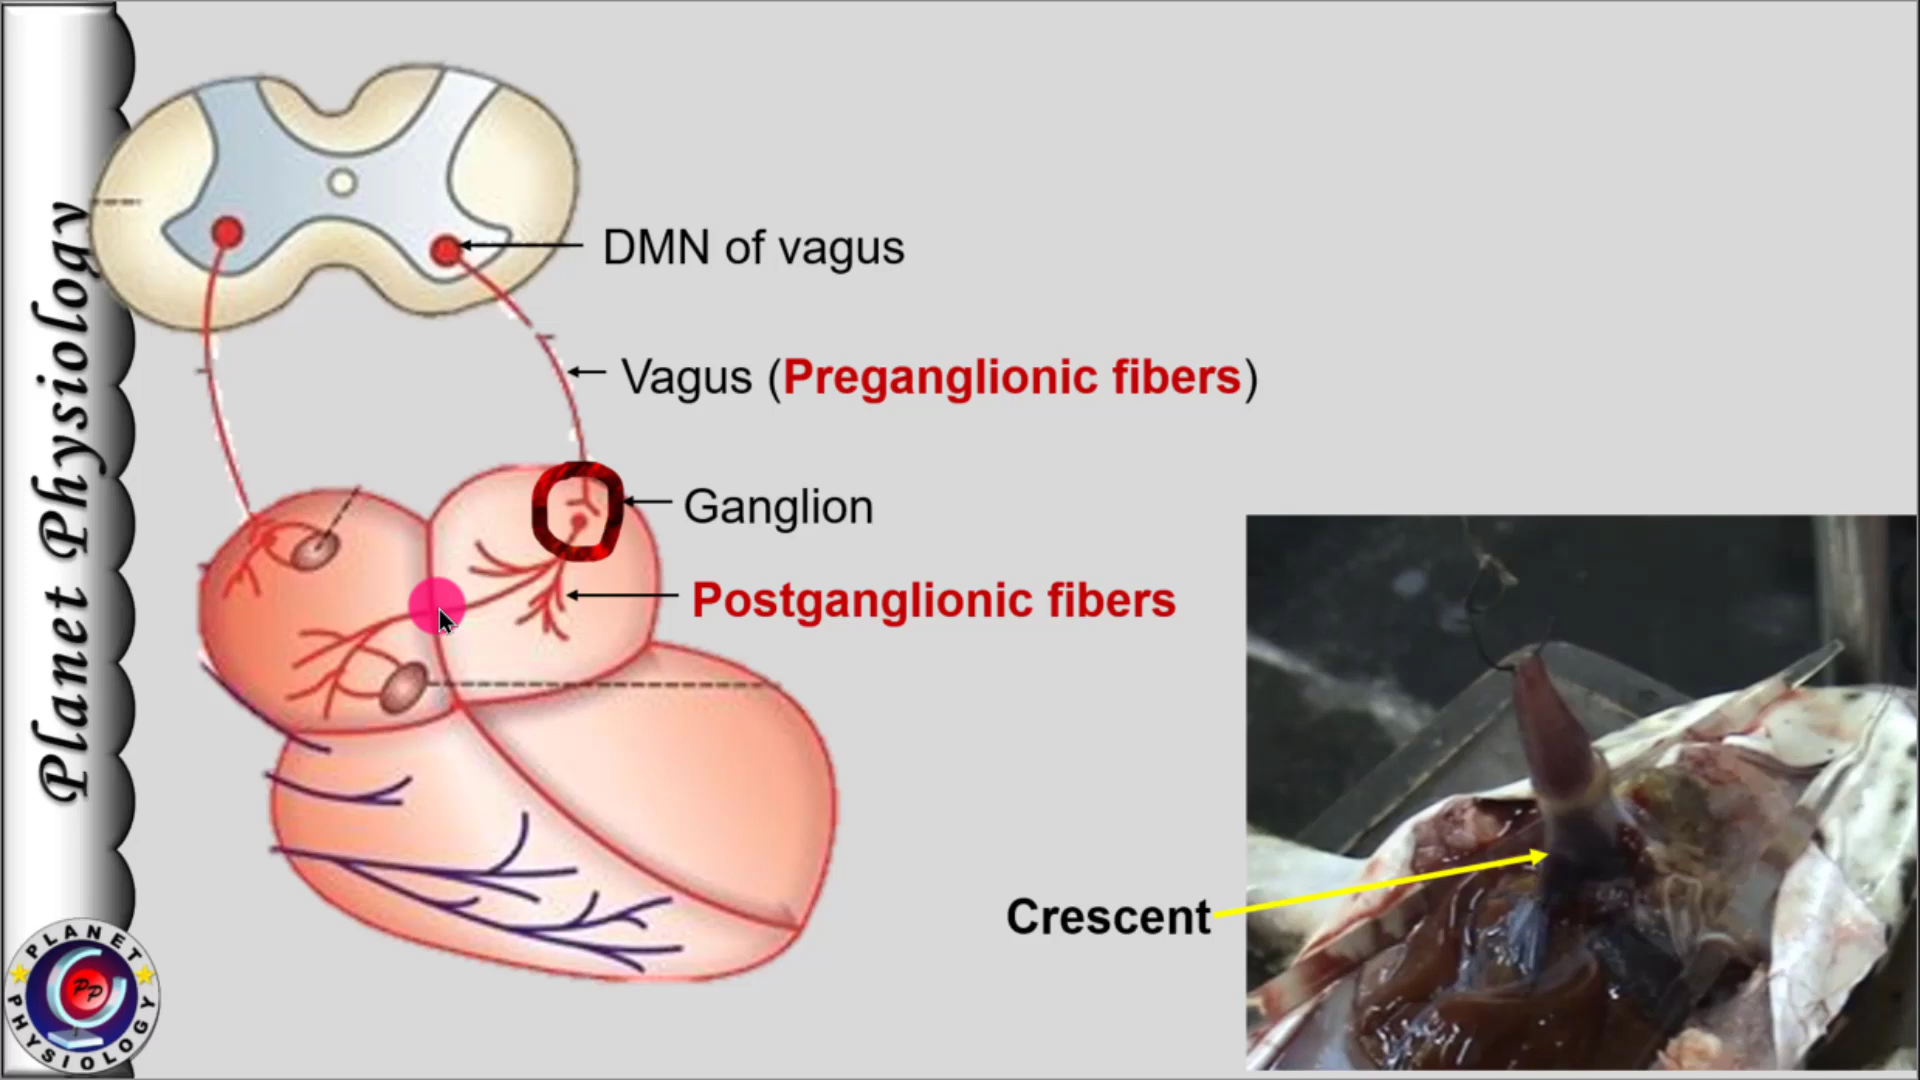 Planet Physiology
DMN of vagus
Vagus (Preganglionic fibers)
Ganglion
Postganglionic fibers
Crescent
PLANET
PP
PHYSIOLOGY